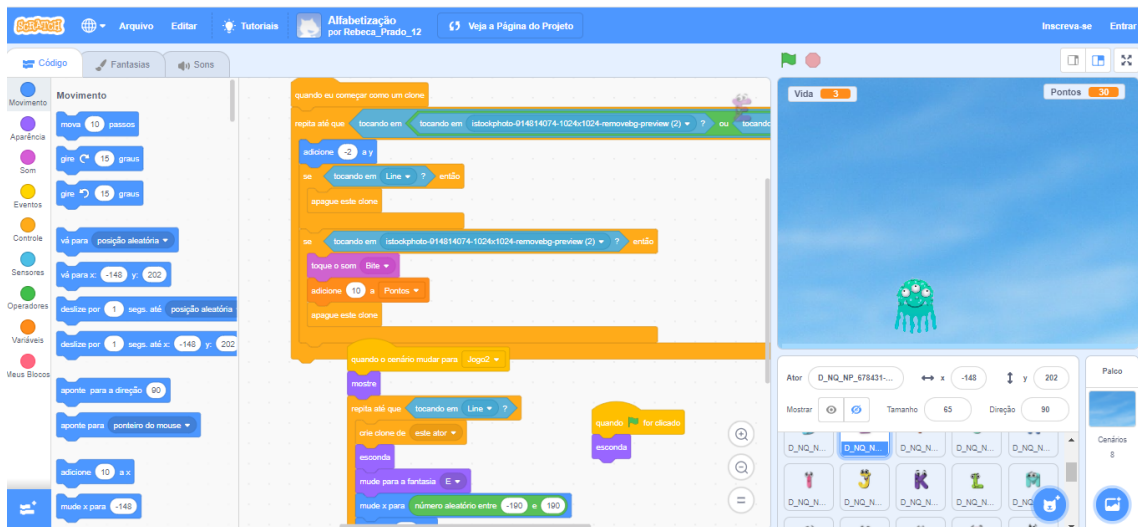 SCRATCH Arquivo Editar Tutoriais Alfabetização Veja a Página do Projeto Inscreva-se Entrar
por Rebeca_Prado_12
Código Fantasias Sons
Movimento
Aparência
Som
Eventos
Controle
Sensores
Operadores
Variáveis
Meus Blocos
Movimento
mova 10 passos
gire 15 graus
gire 15 graus
vá para posição aleatória
vá para x: -148 y: 202
deslize por 1 segs. até posição aleatória
deslize por 1 segs. até x: -148 y: 202
aponte para a direção 90
aponte para ponteiro do mouse
adicione 10 a x
mude x para -148
quando eu começar como um clone
repita até que tocando em tocando em istockphoto-914814074-1024x1024-removebg-preview (2) ? ou tocando
adicione -2 a y
se tocando em Line ? então
apague este clone
se tocando em istockphoto-914814074-1024x1024-removebg-preview (2) ? então
toque o som Bite
adicione 10 a Pontos
apague este clone
quando o cenário mudar para Jogo2
mostre
repita até que tocando em Line ?
crie clone de este ator
esconda
mude para a fantasia E
mude x para número aleatório entre -190 e 190
quando for clicado
esconda
Vida 3
Pontos 30
Ator D_NQ_NP_678431-... x -148 y 202
Mostrar Tamanho 65 Direção 90
D_NQ_N... D_NQ_N... D_NQ_N... D_NQ_N... D_NQ_N...
Y J K L M
D_NQ_N... D_NQ_N... D_NQ_N... D_NQ_N... D_NQ
Palco
Cenários
8